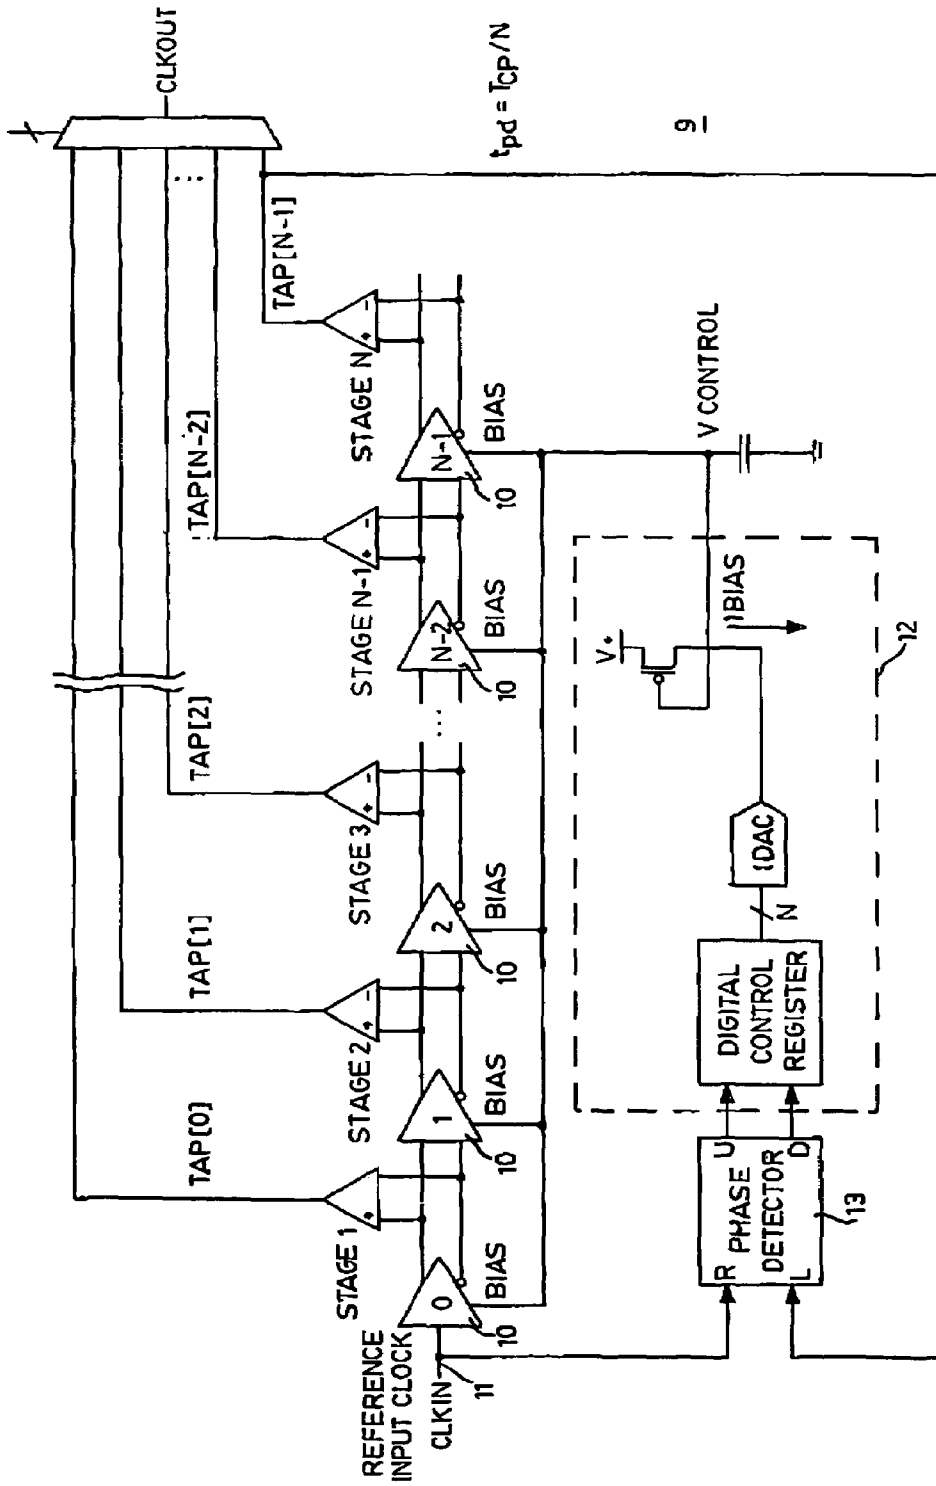 CLKOUT
TAP[0]
TAP[1]
TAP[2]
TAP[N-2]
TAP[N-1]
tpd = TCP/N
9
STAGE 1
STAGE 2
STAGE 3
STAGE N-1
STAGE N
+
+ -
+ -
+ -
+ -
REFERENCE
INPUT CLOCK
CLKIN
11
0
1
2
...
N-2
N-1
10
10
10
10
10
BIAS
BIAS
BIAS
BIAS
BIAS
V CONTROL
V+
IBIAS
12
R
L
PHASE
DETECTOR
U
D
13
DIGITAL
CONTROL
REGISTER
N
IDAC